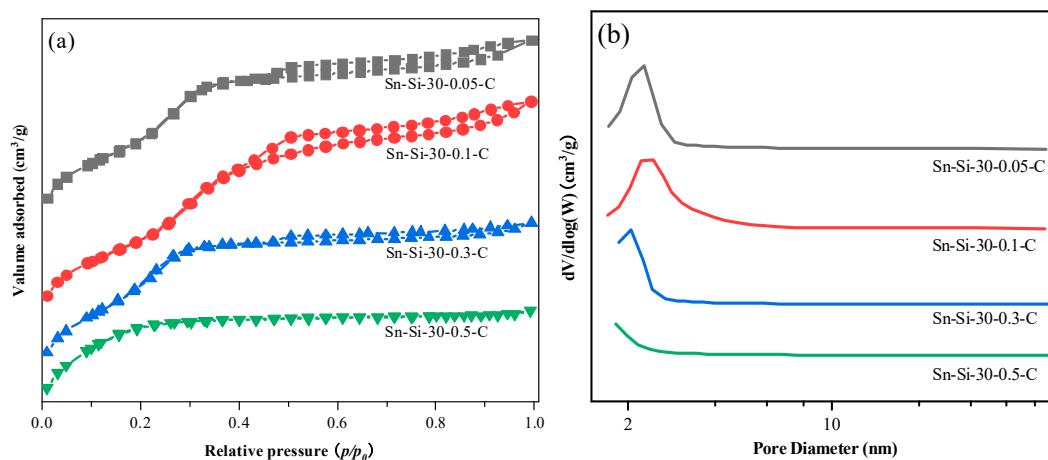 (a)
Valume adsorbed (cm³/g)
Sn-Si-30-0.05-C
Sn-Si-30-0.1-C
Sn-Si-30-0.3-C
Sn-Si-30-0.5-C
0.0 0.2 0.4 0.6 0.8 1.0
Relative pressure (p/p₀)
(b)
dV/dlog(W) (cm³/g)
Sn-Si-30-0.05-C
Sn-Si-30-0.1-C
Sn-Si-30-0.3-C
Sn-Si-30-0.5-C
2 10
Pore Diameter (nm)